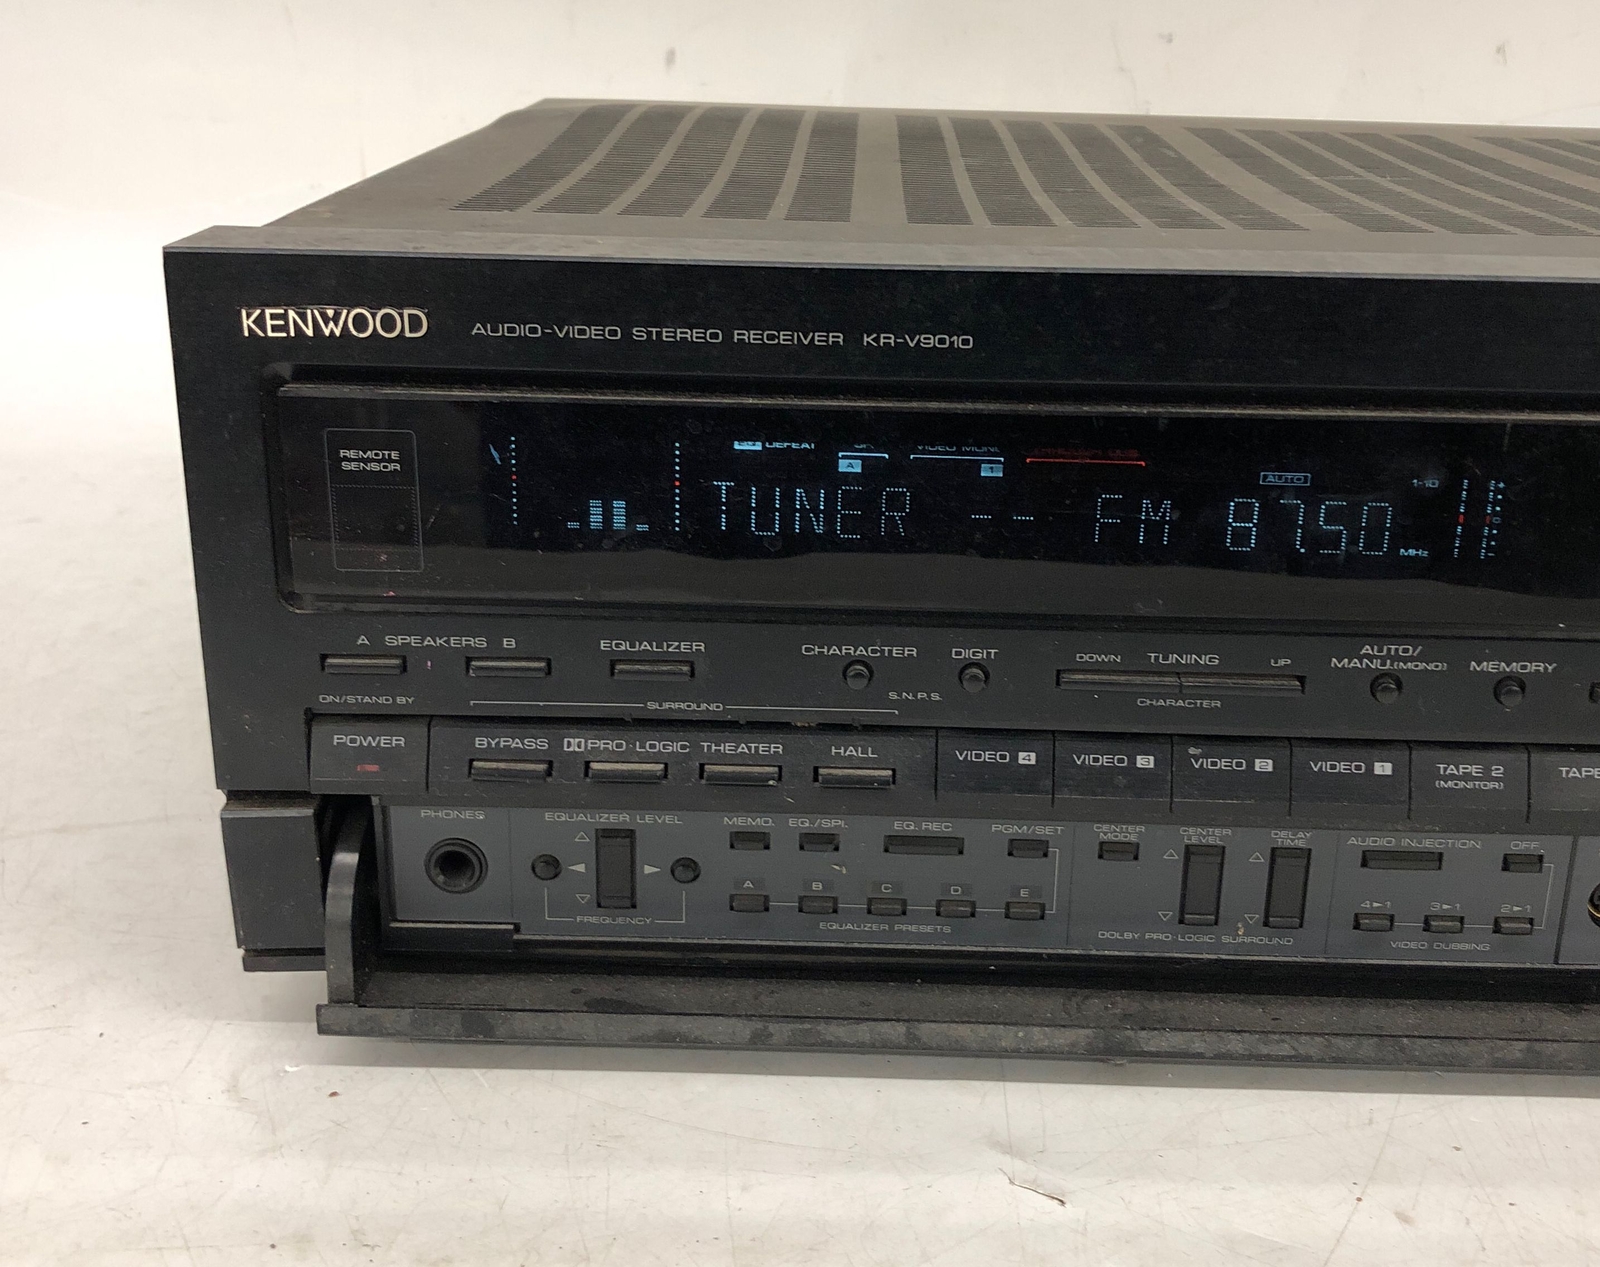 KENWOOD AUDIO-VIDEO STEREO RECEIVER KR-V9010
REMOTE
SENSOR
DEFEAT
A 1
AUTO 1-10
TUNER -- FM 87.50 MHz
A SPEAKERS B EQUALIZER CHARACTER DIGIT DOWN TUNING UP AUTO/
MANU.(MONO) MEMORY
S.N.P.S. CHARACTER
ON/STAND BY SURROUND
POWER BYPASS PRO·LOGIC THEATER HALL VIDEO 4 VIDEO 3 VIDEO 2 VIDEO 1 TAPE 2
(MONITOR) TAPE
PHONES EQUALIZER LEVEL MEMO. EQ./SPI. EQ. REC PGM/SET CENTER
MODE CENTER
LEVEL DELAY
TIME AUDIO INJECTION OFF
A B C D E 4►1 3►1 2►1
FREQUENCY EQUALIZER PRESETS DOLBY PRO·LOGIC SURROUND VIDEO DUBBING